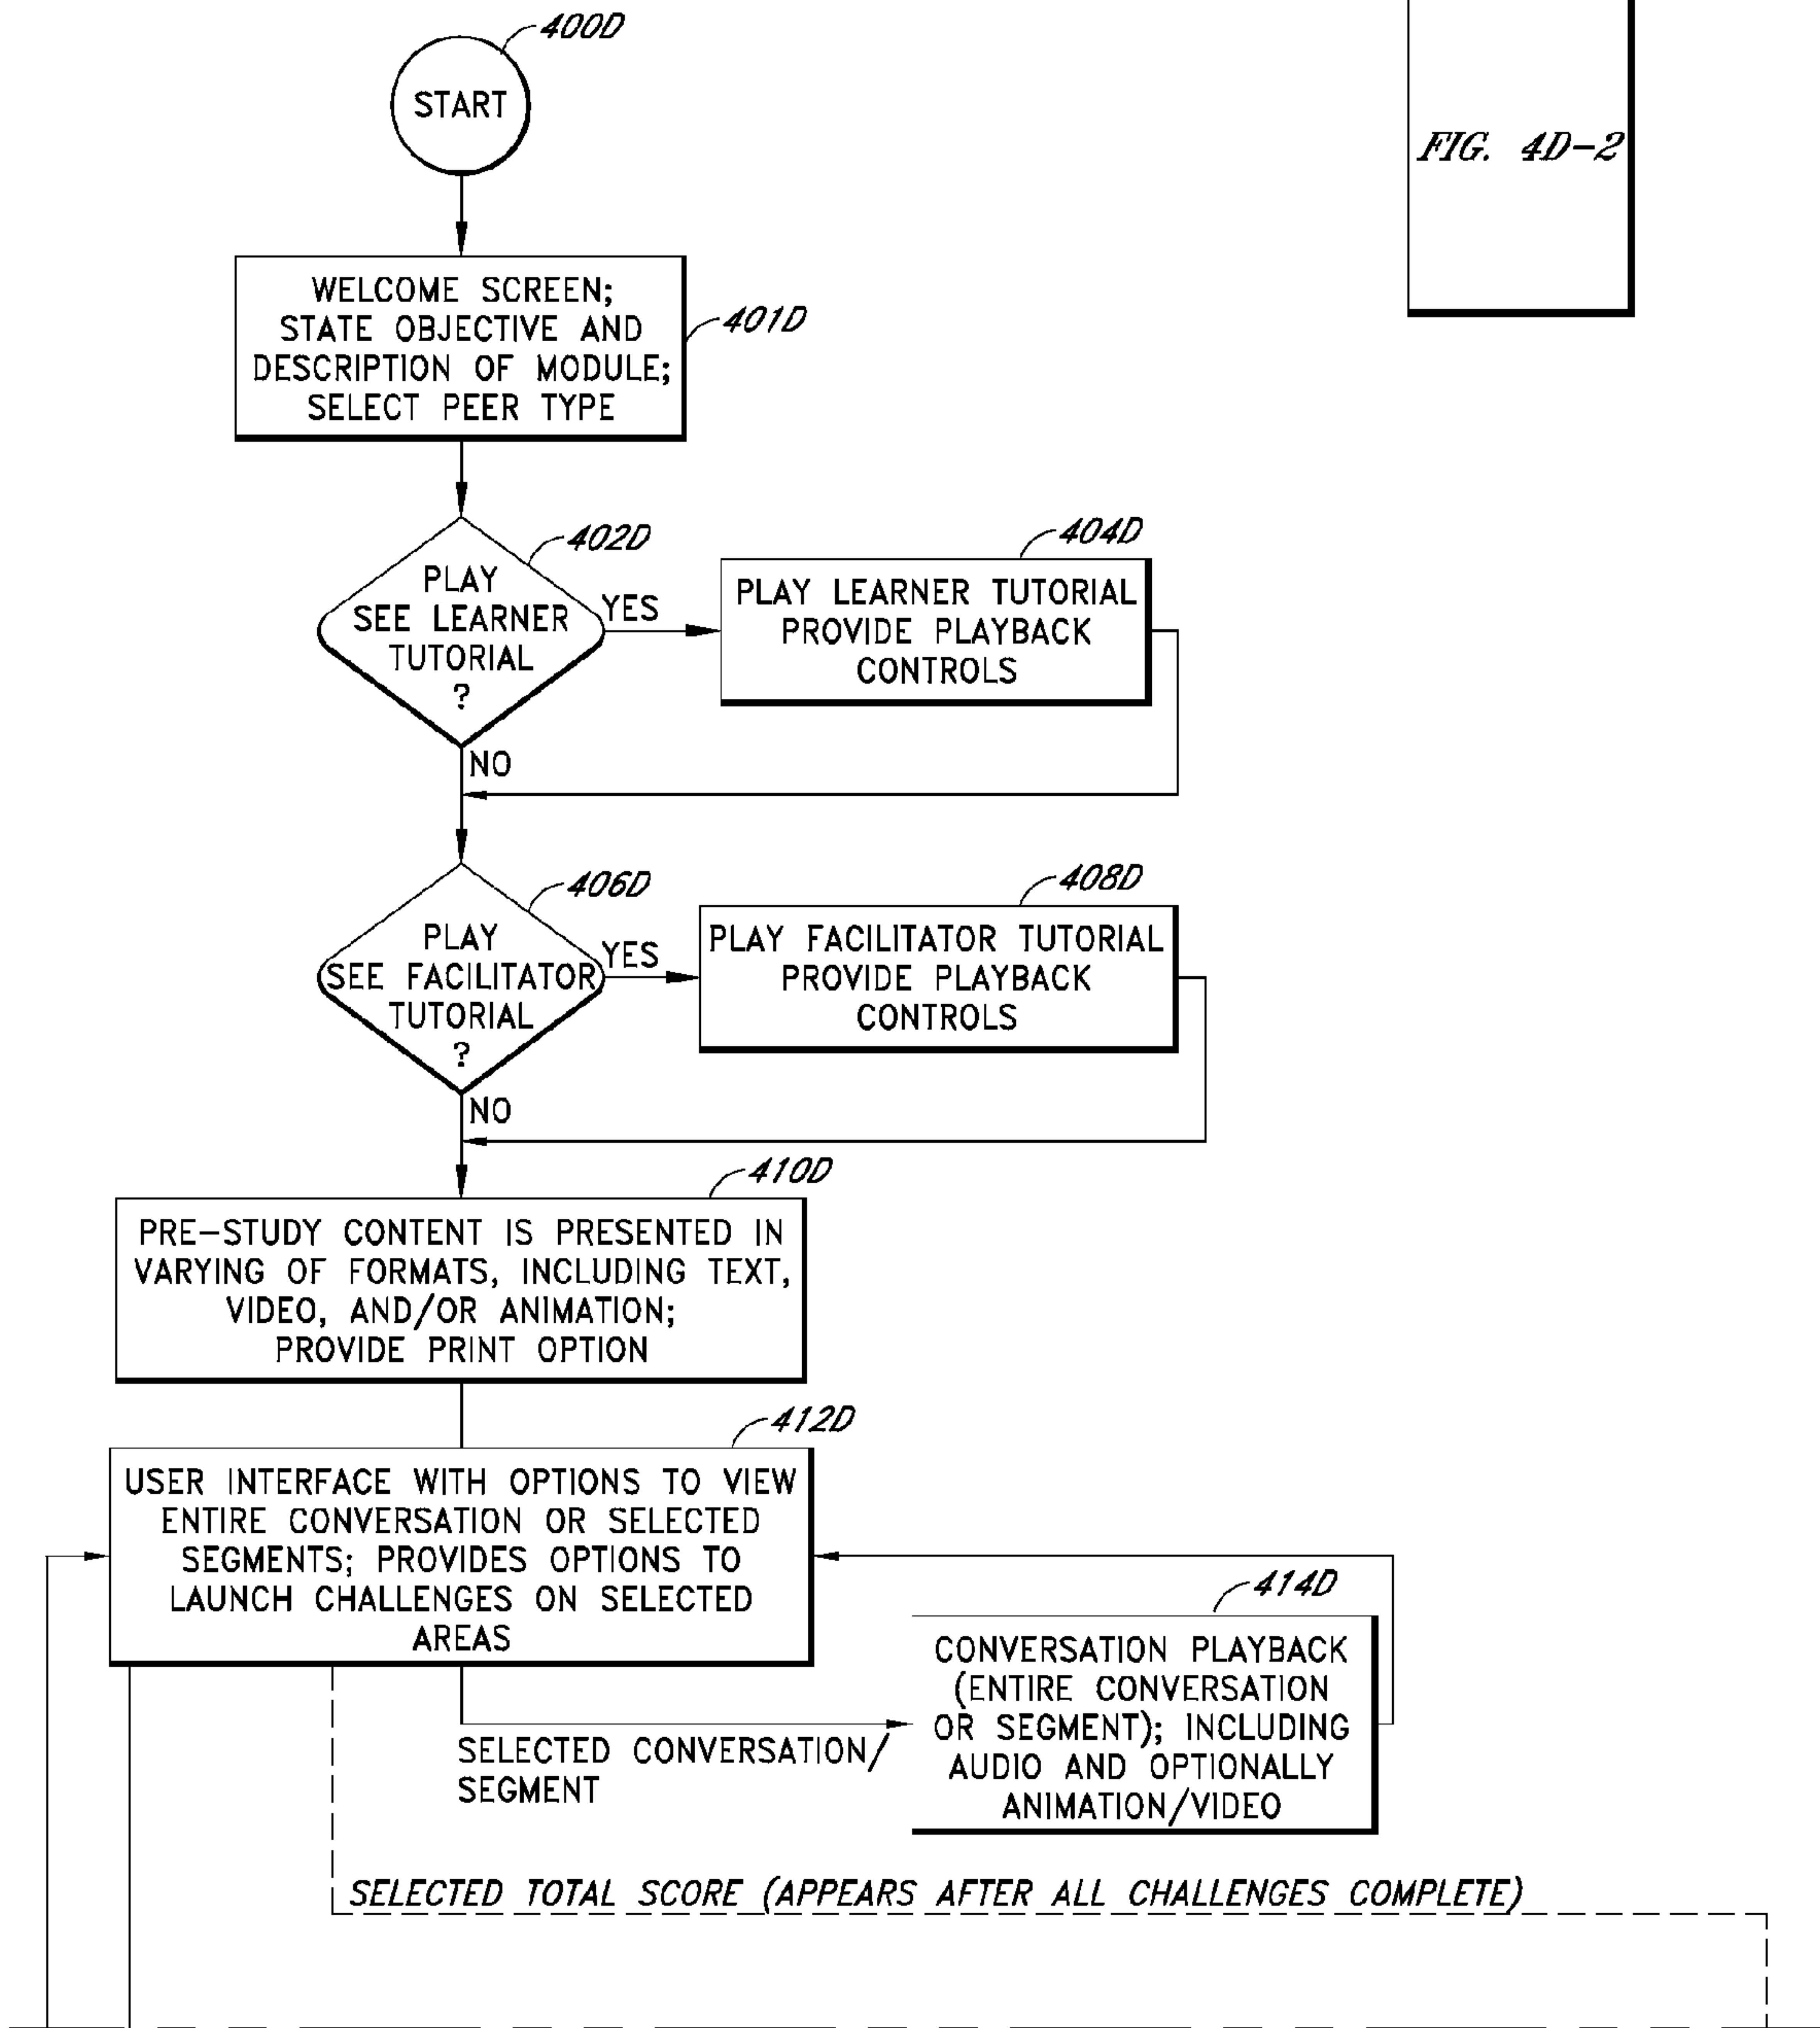 400D
START
FIG. 4D-2
WELCOME SCREEN;
STATE OBJECTIVE AND
DESCRIPTION OF MODULE;
SELECT PEER TYPE
401D
402D
PLAY
SEE LEARNER
TUTORIAL
?
YES
NO
404D
PLAY LEARNER TUTORIAL
PROVIDE PLAYBACK
CONTROLS
406D
PLAY
SEE FACILITATOR
TUTORIAL
?
YES
NO
408D
PLAY FACILITATOR TUTORIAL
PROVIDE PLAYBACK
CONTROLS
410D
PRE-STUDY CONTENT IS PRESENTED IN
VARYING OF FORMATS, INCLUDING TEXT,
VIDEO, AND/OR ANIMATION;
PROVIDE PRINT OPTION
412D
USER INTERFACE WITH OPTIONS TO VIEW
ENTIRE CONVERSATION OR SELECTED
SEGMENTS; PROVIDES OPTIONS TO
LAUNCH CHALLENGES ON SELECTED
AREAS
SELECTED CONVERSATION/
SEGMENT
414D
CONVERSATION PLAYBACK
(ENTIRE CONVERSATION
OR SEGMENT); INCLUDING
AUDIO AND OPTIONALLY
ANIMATION/VIDEO
SELECTED TOTAL SCORE (APPEARS AFTER ALL CHALLENGES COMPLETE)